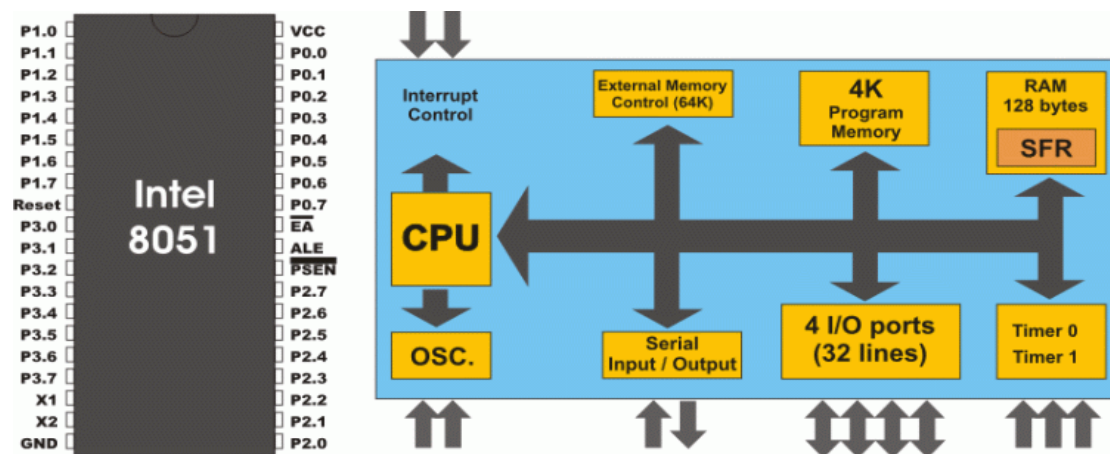 P1.0
P1.1
P1.2
P1.3
P1.4
P1.5
P1.6
P1.7
Reset
P3.0
P3.1
P3.2
P3.3
P3.4
P3.5
P3.6
P3.7
X1
X2
GND
Intel
8051
VCC
P0.0
P0.1
P0.2
P0.3
P0.4
P0.5
P0.6
P0.7
EA
ALE
PSEN
P2.7
P2.6
P2.5
P2.4
P2.3
P2.2
P2.1
P2.0
Interrupt
Control
External Memory
Control (64K)
4K
Program
Memory
RAM
128 bytes
SFR
CPU
OSC.
Serial
Input / Output
4 I/O ports
(32 lines)
Timer 0
Timer 1